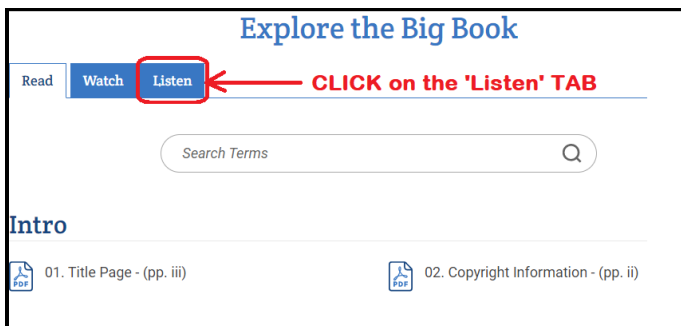 Explore the Big Book
Read Watch Listen CLICK on the 'Listen' TAB
Search Terms
Intro
PDF 01. Title Page - (pp. iii) PDF 02. Copyright Information - (pp. ii)